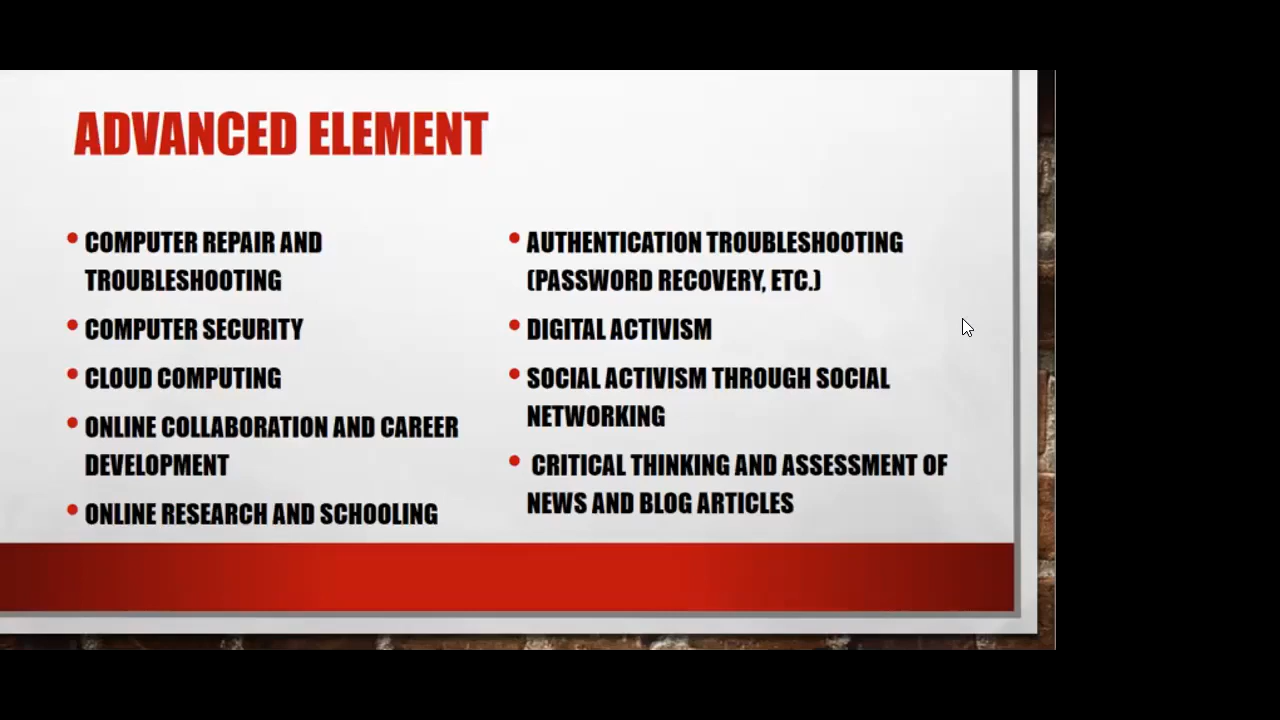 ADVANCED ELEMENT
• COMPUTER REPAIR AND
TROUBLESHOOTING
• COMPUTER SECURITY
• CLOUD COMPUTING
• ONLINE COLLABORATION AND CAREER
DEVELOPMENT
• ONLINE RESEARCH AND SCHOOLING
• AUTHENTICATION TROUBLESHOOTING
(PASSWORD RECOVERY, ETC.)
• DIGITAL ACTIVISM
• SOCIAL ACTIVISM THROUGH SOCIAL
NETWORKING
• CRITICAL THINKING AND ASSESSMENT OF
NEWS AND BLOG ARTICLES